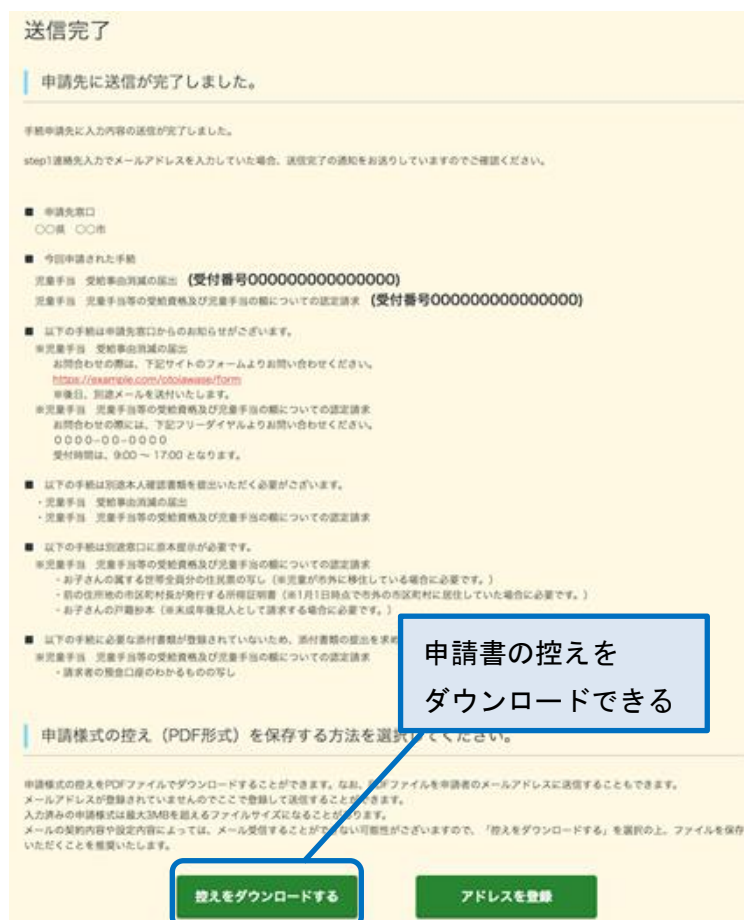 送信完了
申請先に送信が完了しました。
手続申請先に入力内容の送信が完了しました。
step1連絡先入力でメールアドレスを入力していた場合、送信完了の通知をお送りしていますのでご確認ください。
■ 申請先窓口
〇〇県 〇〇市
■ 今回申請された手続
児童手当 受給事由消滅の届出 (受付番号000000000000000)
児童手当 児童手当等の受給資格及び児童手当の額についての認定請求 (受付番号000000000000000)
■ 以下の手続は申請先窓口からのお知らせがございます。
※児童手当 受給事由消滅の届出
お問合わせの際は、下記サイトのフォームよりお問い合わせください。
https://example.com/otoiawase/form
※後日、別途メールを送付いたします。
※児童手当 児童手当等の受給資格及び児童手当の額についての認定請求
お問合わせの際には、下記フリーダイヤルよりお問い合わせください。
0000-00-0000
受付時間は、9:00 ～ 17:00 となります。
■ 以下の手続は別途本人確認書類を提出いただく必要がございます。
・児童手当 受給事由消滅の届出
・児童手当 児童手当等の受給資格及び児童手当の額についての認定請求
■ 以下の手続は別途窓口に原本提示が必要です。
※児童手当 児童手当等の受給資格及び児童手当の額についての認定請求
・お子さんの属する世帯全員分の住民票の写し（※児童が市外に移住している場合に必要です。）
・前の住所地の市区町村長が発行する所得証明書（※1月1日時点で市外の市区町村に居住していた場合に必要です。）
・お子さんの戸籍抄本（※未成年後見人として請求する場合に必要です。）
■ 以下の手続に必要な添付書類が登録されていないため、添付書類の提出を求め
※児童手当 児童手当等の受給資格及び児童手当の額についての認定請求
・請求者の預金口座のわかるものの写し
申請書の控えを
ダウンロードできる
申請様式の控え（PDF形式）を保存する方法を選択してください。
申請様式の控えをPDFファイルでダウンロードすることができます。なお、PDFファイルを申請者のメールアドレスに送信することもできます。
メールアドレスが登録されていませんのでここで登録して送信することができます。
入力済みの申請様式は最大3MBを超えるファイルサイズになることがあります。
メールの契約内容や設定内容によっては、メール受信することができない可能性がございますので、「控えをダウンロードする」を選択の上、ファイルを保存
いただくことを推奨いたします。
控えをダウンロードする
アドレスを登録